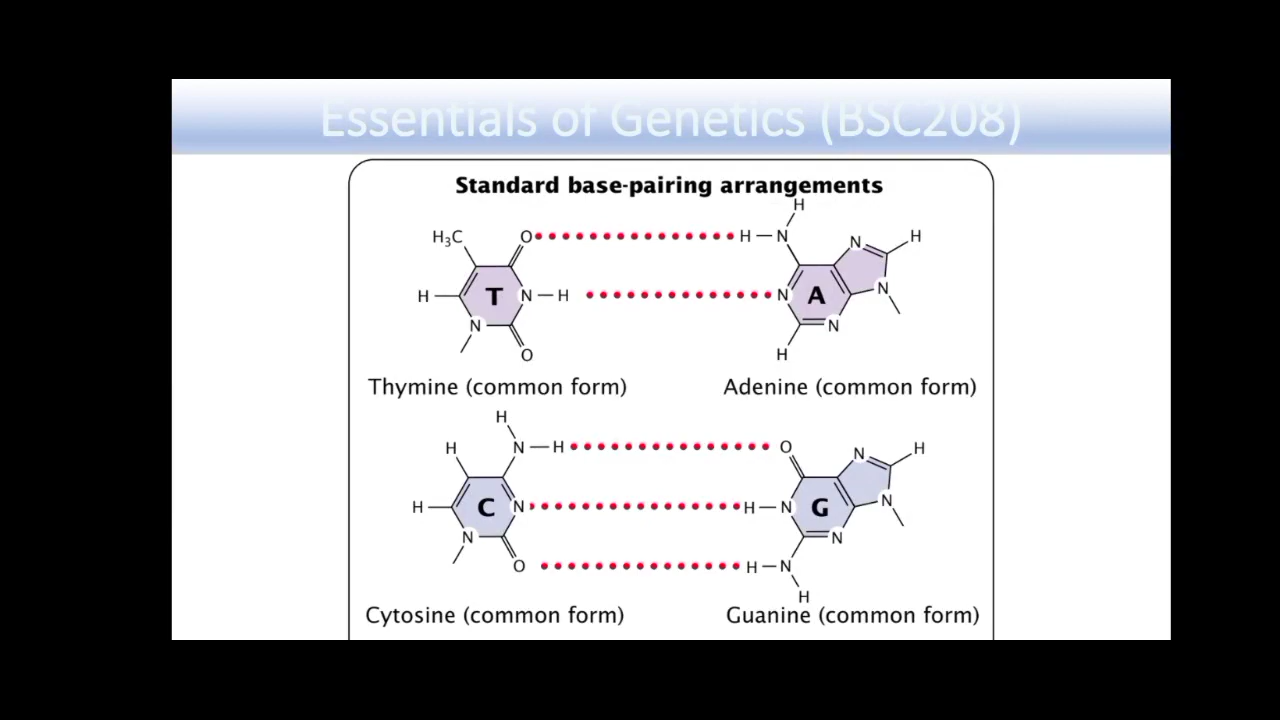 Essentials of Genetics (BSC208)
Standard base-pairing arrangements
H
H₃C O H N N H
H T N H N A N
N N
O H
Thymine (common form) Adenine (common form)
H
H N H O N H
H C N H N G N
N N
O H N
H
Cytosine (common form) Guanine (common form)